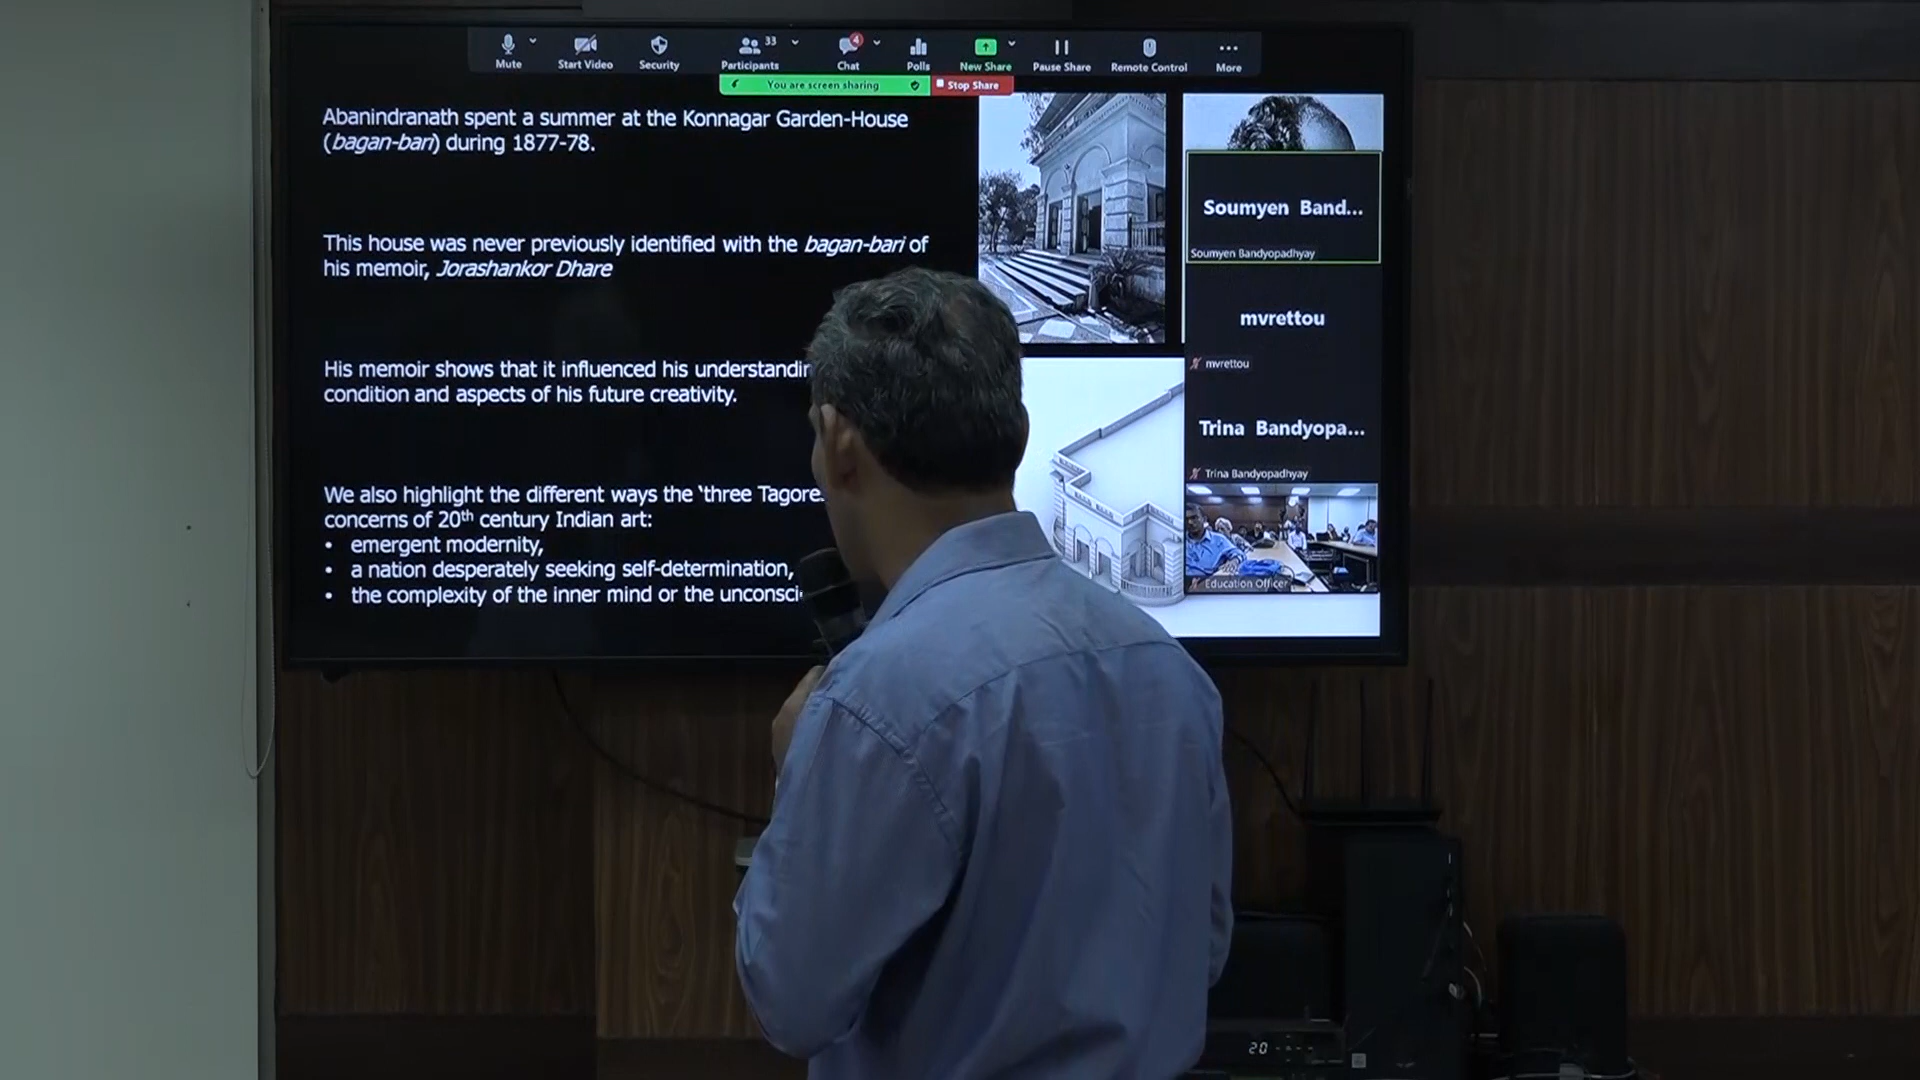 Mute
Start Video
Security
Participants
33
Chat
4
Polls
New Share
Pause Share
Remote Control
More
You are screen sharing
Stop Share
Abanindranath spent a summer at the Konnagar Garden-House
(bagan-bari) during 1877-78.
This house was never previously identified with the bagan-bari of
his memoir, Jorashankor Dhare
His memoir shows that it influenced his
condition and aspects of his future creativity.
We also highlight the different ways the ‘three
concerns of 20th century Indian art:
• emergent modernity,
• a nation desperately seeking self-determination,
• the complexity of the inner mind or the
Soumyen Band...
Soumyen Bandyopadhyay
mvrettou
mvrettou
Trina Bandyopa...
Trina Bandyopadhyay
Education Officer
20